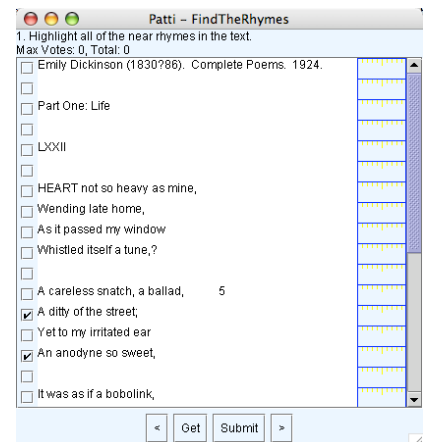 Patti - FindTheRhymes
1. Highlight all of the near rhymes in the text.
Max Votes: 0, Total: 0
Emily Dickinson (1830?86). Complete Poems. 1924.
Part One: Life
LXXII
HEART not so heavy as mine,
Wending late home,
As it passed my window
Whistled itself a tune,?
A careless snatch, a ballad, 5
A ditty of the street;
Yet to my irritated ear
An anodyne so sweet,
It was as if a bobolink,
< Get Submit >